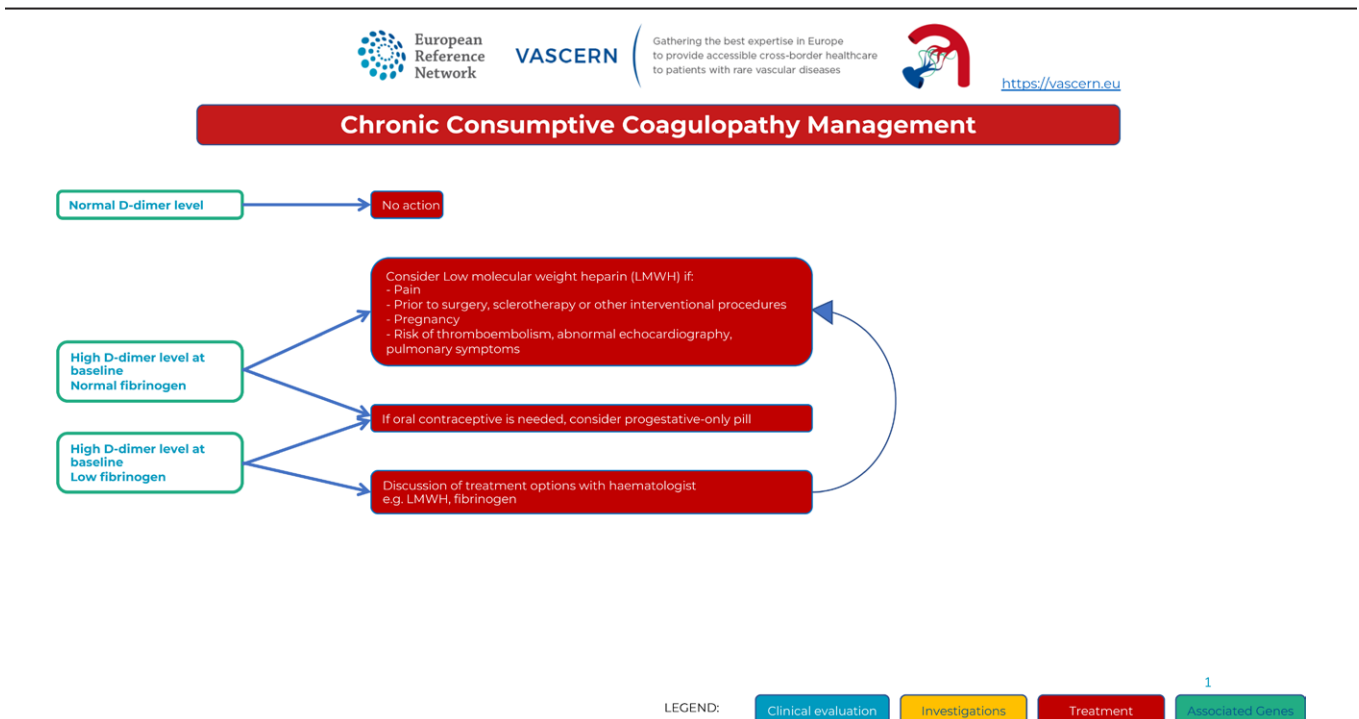 European
Reference
Network
VASCERN
Gathering the best expertise in Europe
to provide accessible cross-border healthcare
to patients with rare vascular diseases
https://vascern.eu
Chronic Consumptive Coagulopathy Management
Normal D-dimer level
No action
Consider Low molecular weight heparin (LMWH) if:
- Pain
- Prior to surgery, sclerotherapy or other interventional procedures
- Pregnancy
- Risk of thromboembolism, abnormal echocardiography,
pulmonary symptoms
High D-dimer level at
baseline
Normal fibrinogen
If oral contraceptive is needed, consider progestative-only pill
High D-dimer level at
baseline
Low fibrinogen
Discussion of treatment options with haematologist
e.g. LMWH, fibrinogen
1
LEGEND:
Clinical evaluation
Investigations
Treatment
Associated Genes